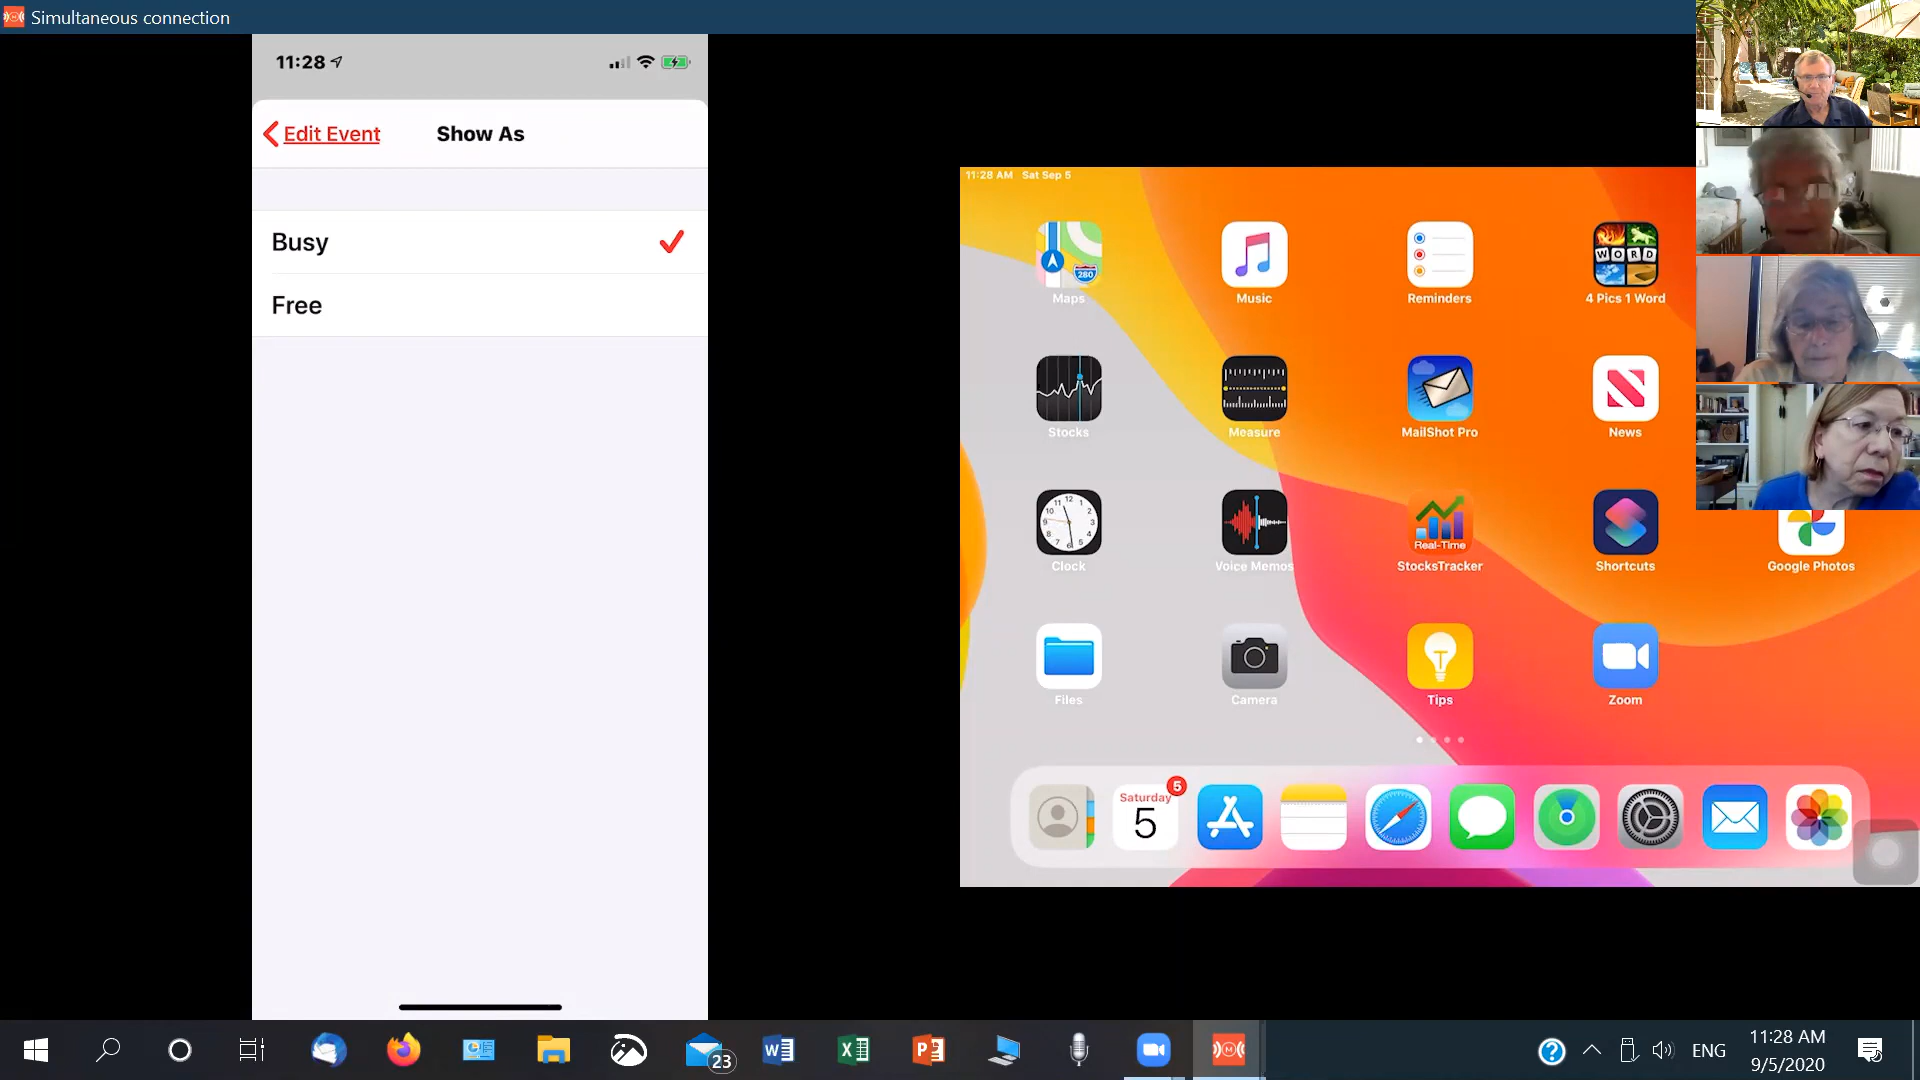 Simultaneous connection
11:28
Edit Event
Show As
Busy
Free
11:28 AM Sat Sep 5
280
WORD
Maps
Music
Reminders
4 Pics 1 Word
Stocks
Measure
MailShot Pro
News
Real-Time
Clock
Voice Memos
StocksTracker
Shortcuts
Google Photos
Files
Camera
Tips
Zoom
5
Saturday
5
23
ENG
11:28 AM
9/5/2020